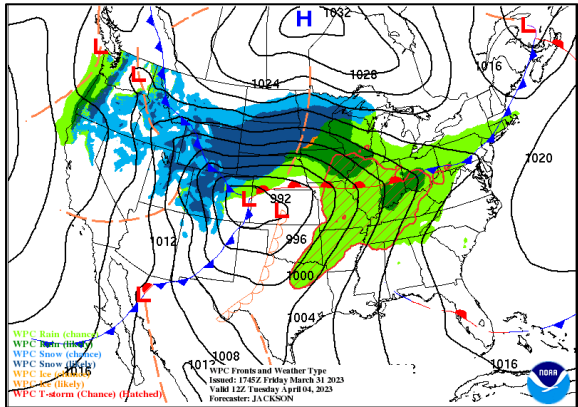 H
1032
L
L
1016
L
1028
1024
1020
L
992
L
1012
996
1000
L
1004
WPC Rain (chance)
WPC Rain (likely)
WPC Snow (chance)
WPC Snow (likely)
WPC Ice
WPC Ice (likely)
WPC T-storm (Chance) (Hatched)
1016
1012
1008
1016
WPC Fronts and Weather Type
Issued: 1745Z Friday March 31 2023
Valid 12Z Tuesday April 04, 2023
Forecaster: JACKSON
NOAA